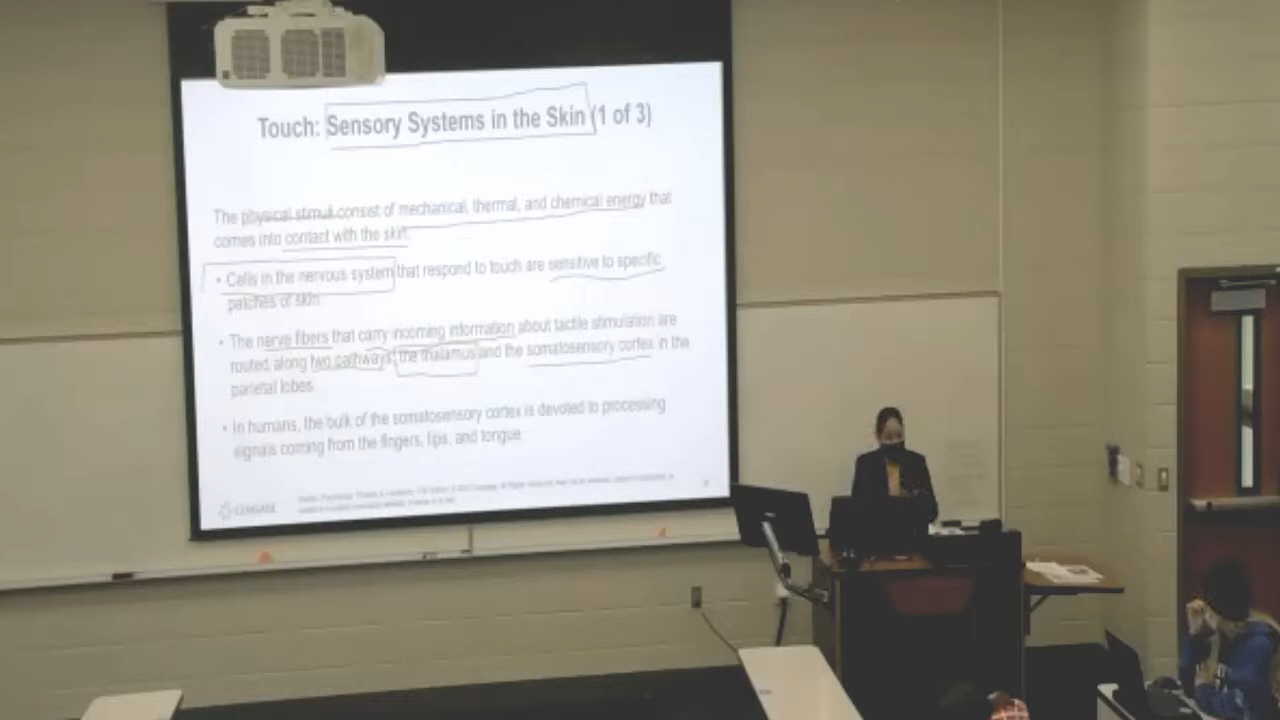 Touch: Sensory Systems in the Skin (1 of 3)
The physical stimuli consist of mechanical, thermal, and chemical energy that
comes into contact with the skin.
• Cells in the nervous system that respond to touch are sensitive to specific
patches of skin.
• The nerve fibers that carry incoming information about tactile stimulation are
routed along two pathways: the thalamus and the somatosensory cortex in the
parietal lobes.
• In humans, the bulk of the somatosensory cortex is devoted to processing
signals coming from the fingers, lips, and tongue.
CENGAGE